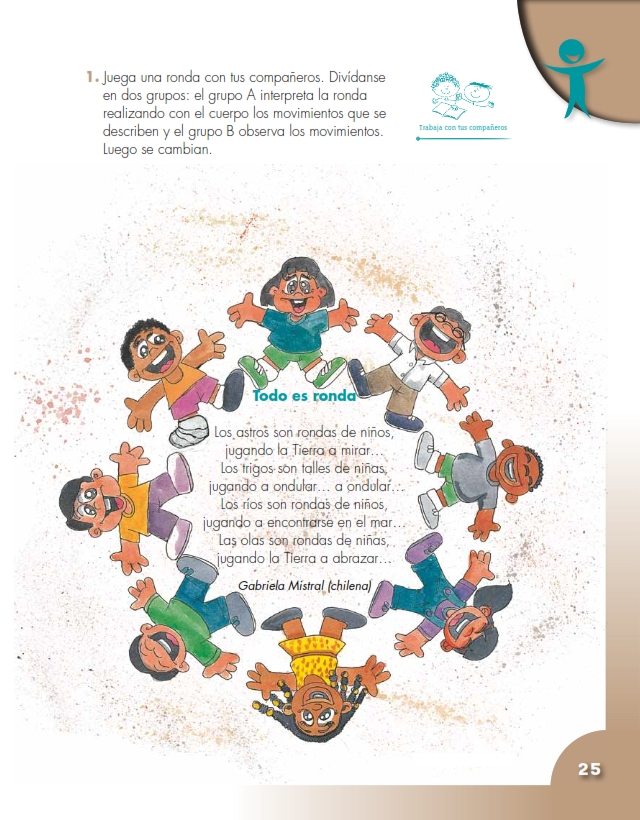 1. Juega una ronda con tus compañeros. Divídanse
en dos grupos: el grupo A interpreta la ronda
realizando con el cuerpo los movimientos que se
describen y el grupo B observa los movimientos.
Luego se cambian.
Trabaja con tus compañeros
Todo es ronda
Los astros son rondas de niños,
jugando la Tierra a mirar...
Los trigos son talles de niñas,
jugando a ondular... a ondular...
Los ríos son rondas de niños,
jugando a encontrarse en el mar...
Las olas son rondas de niñas,
jugando la Tierra a abrazar...
Gabriela Mistral (chilena)
25